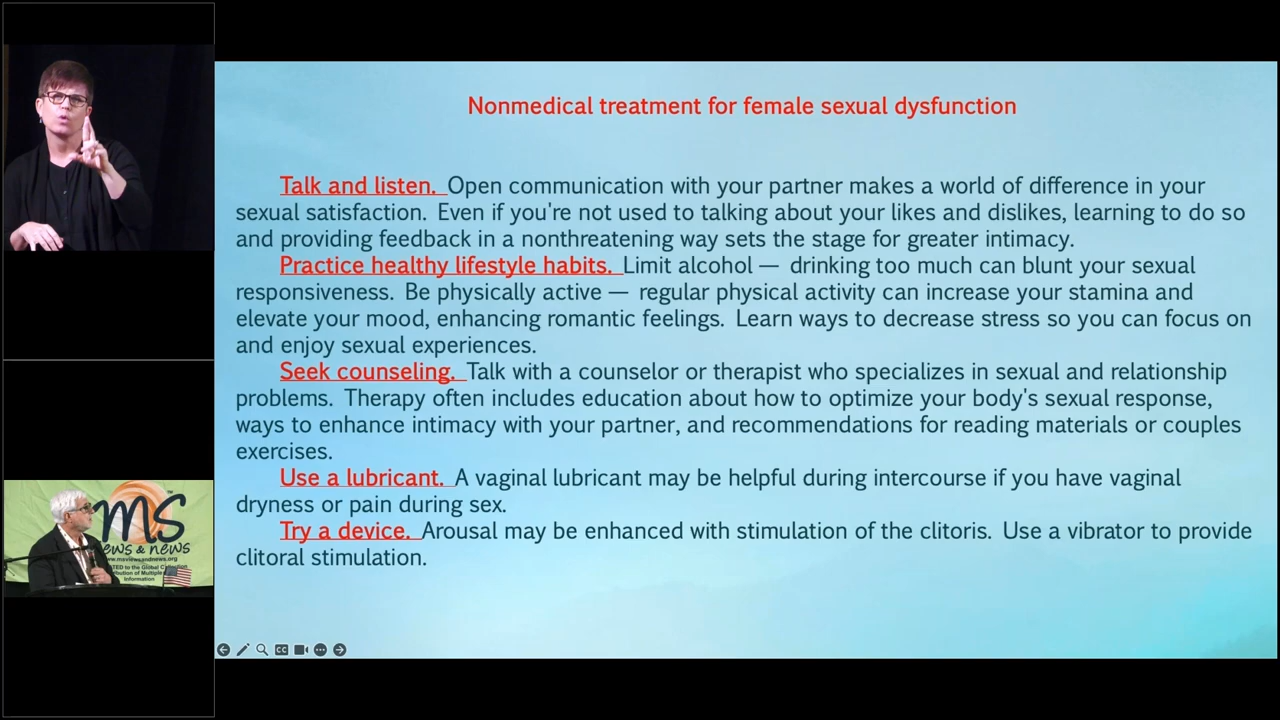 Nonmedical treatment for female sexual dysfunction
Talk and listen. Open communication with your partner makes a world of difference in your
sexual satisfaction. Even if you're not used to talking about your likes and dislikes, learning to do so
and providing feedback in a nonthreatening way sets the stage for greater intimacy.
Practice healthy lifestyle habits. Limit alcohol — drinking too much can blunt your sexual
responsiveness. Be physically active — regular physical activity can increase your stamina and
elevate your mood, enhancing romantic feelings. Learn ways to decrease stress so you can focus on
and enjoy sexual experiences.
Seek counseling. Talk with a counselor or therapist who specializes in sexual and relationship
problems. Therapy often includes education about how to optimize your body's sexual response,
ways to enhance intimacy with your partner, and recommendations for reading materials or couples
exercises.
Use a lubricant. A vaginal lubricant may be helpful during intercourse if you have vaginal
dryness or pain during sex.
Try a device. Arousal may be enhanced with stimulation of the clitoris. Use a vibrator to provide
clitoral stimulation.
CC
MS
ews & news
www.msviewsandnews.org
to the Global
Information